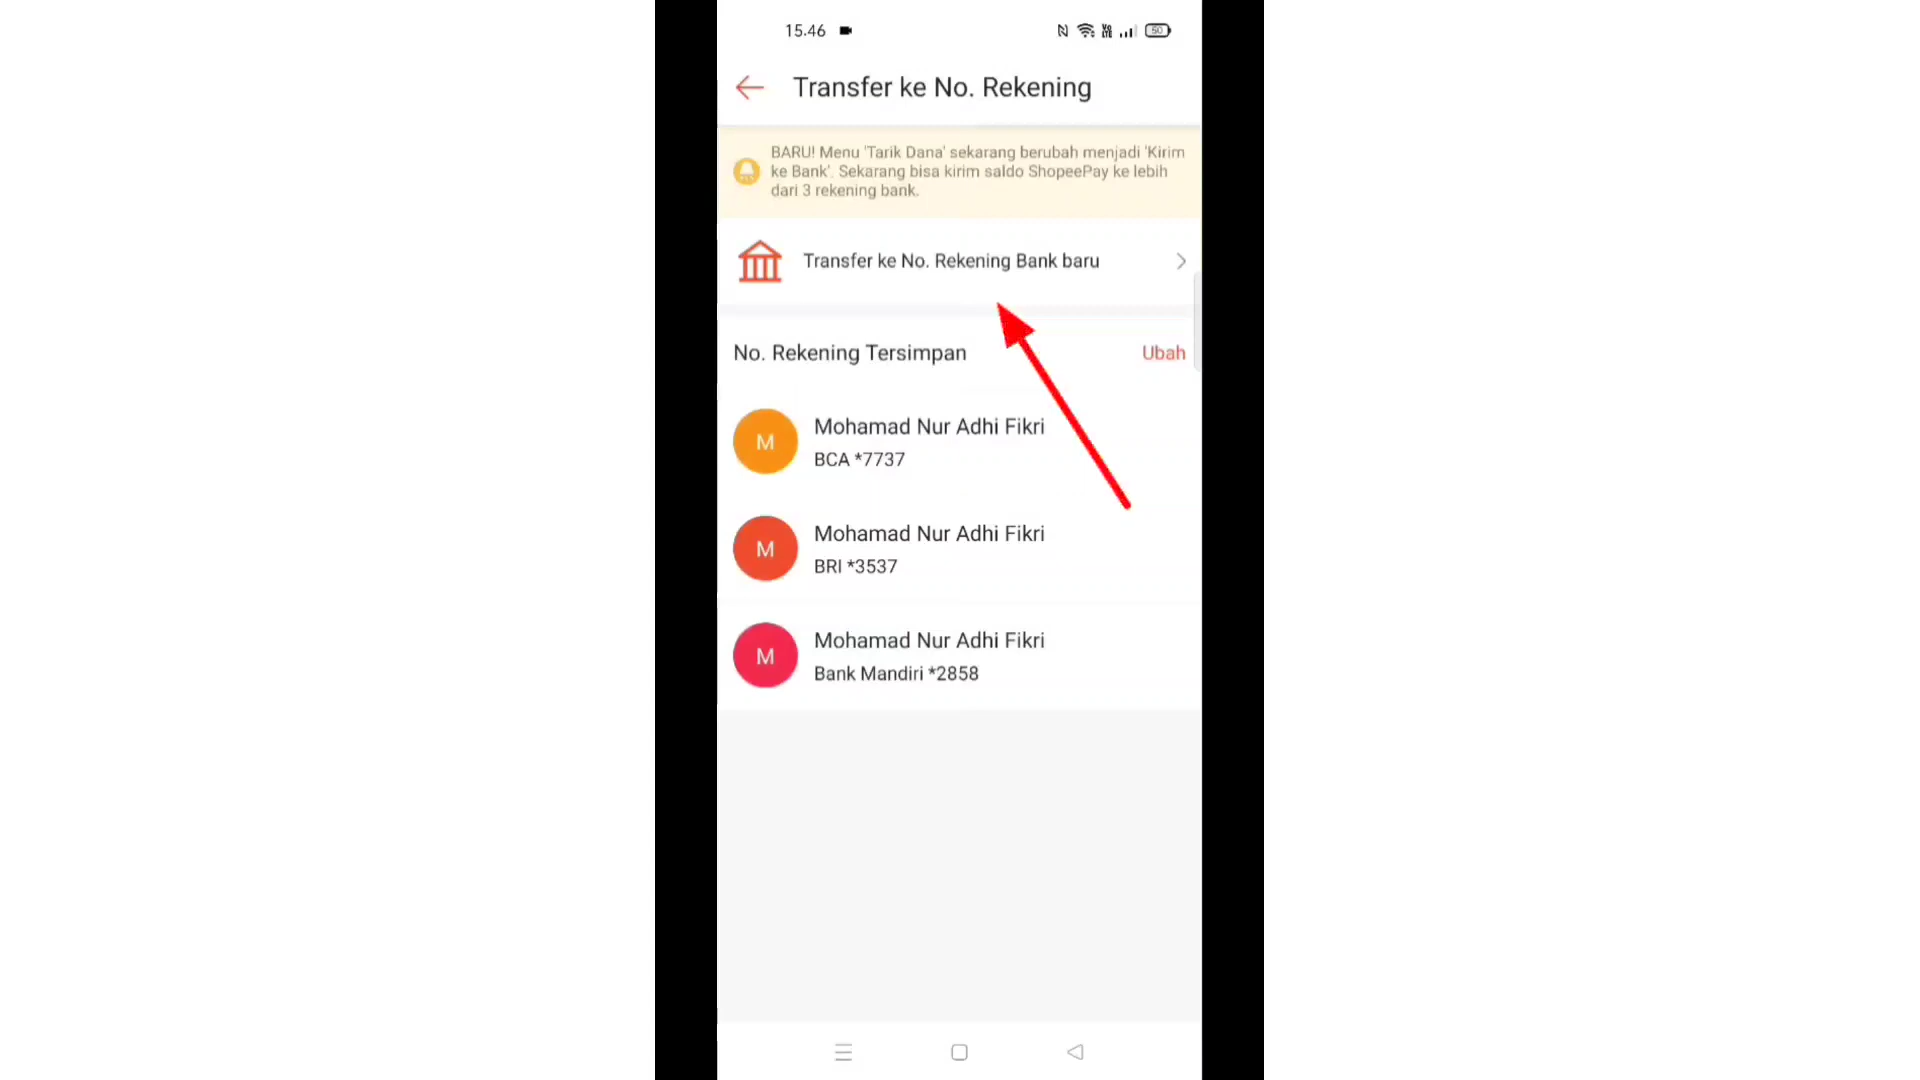 15.46
50
Transfer ke No. Rekening
BARU! Menu 'Tarik Dana' sekarang berubah menjadi 'Kirim
ke Bank'. Sekarang bisa kirim saldo ShopeePay ke lebih
dari 3 rekening bank.
Transfer ke No. Rekening Bank baru
No. Rekening Tersimpan
Ubah
M
Mohamad Nur Adhi Fikri
BCA *7737
M
Mohamad Nur Adhi Fikri
BRI *3537
M
Mohamad Nur Adhi Fikri
Bank Mandiri *2858